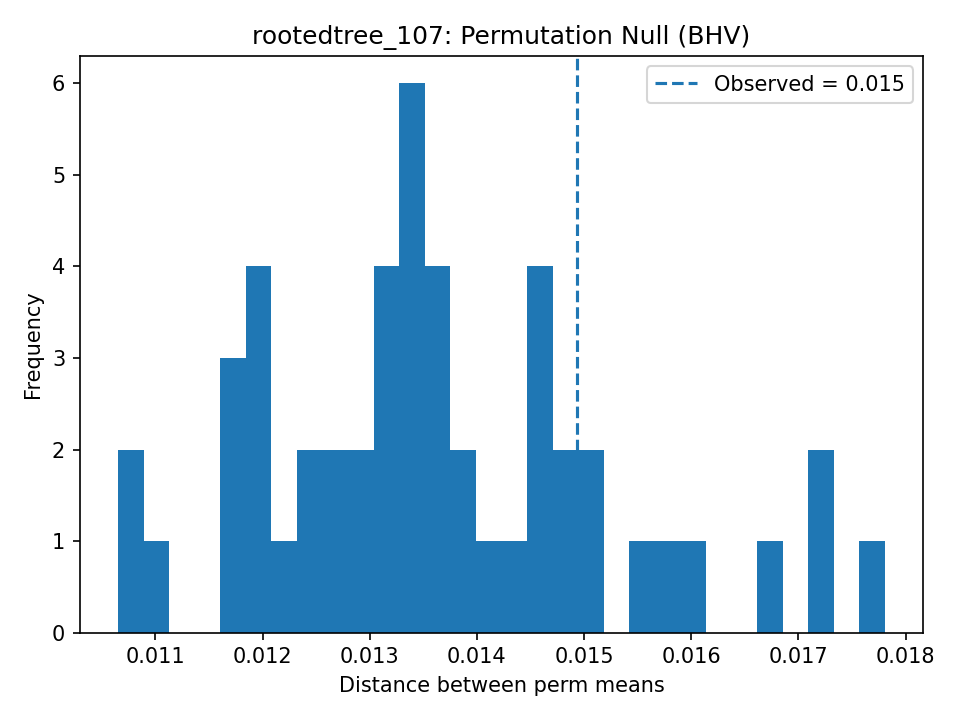 rootedtree_107: Permutation Null (BHV)
Observed = 0.015
6
5
4
3
2
1
0
Frequency
0.011 0.012 0.013 0.014 0.015 0.016 0.017 0.018
Distance between perm means